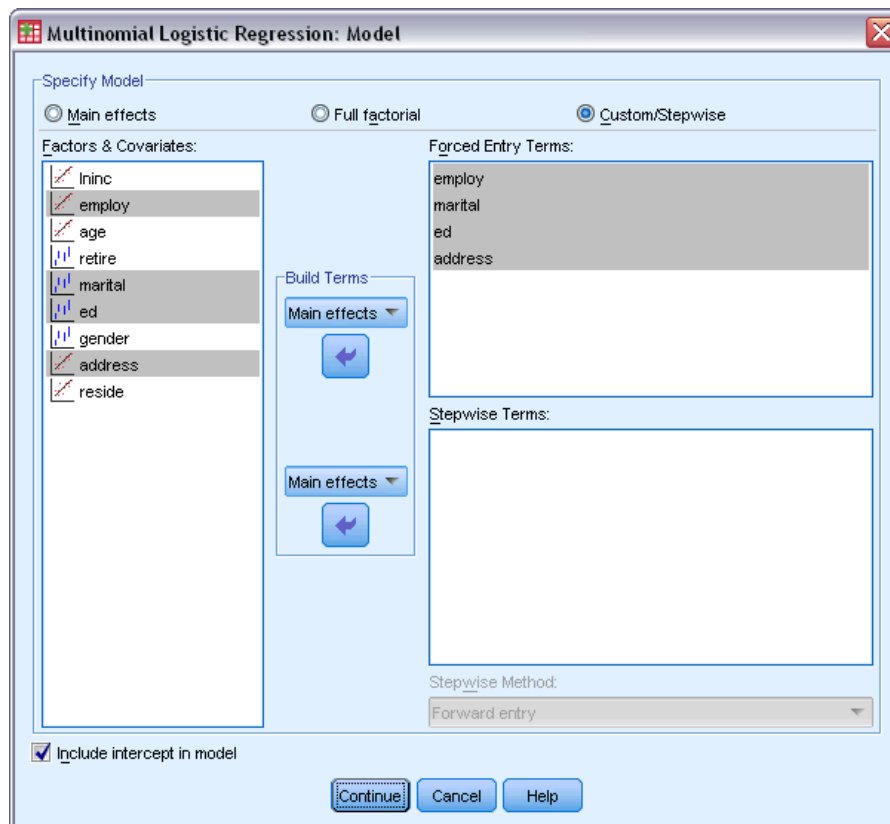 Multinomial Logistic Regression: Model
Specify Model
Main effects
Full factorial
Custom/Stepwise
Factors & Covariates:
lninc
employ
age
retire
marital
ed
gender
address
reside
Build Terms
Main effects
Main effects
Forced Entry Terms:
employ
marital
ed
address
Stepwise Terms:
Stepwise Method:
Forward entry
Include intercept in model
Continue
Cancel
Help